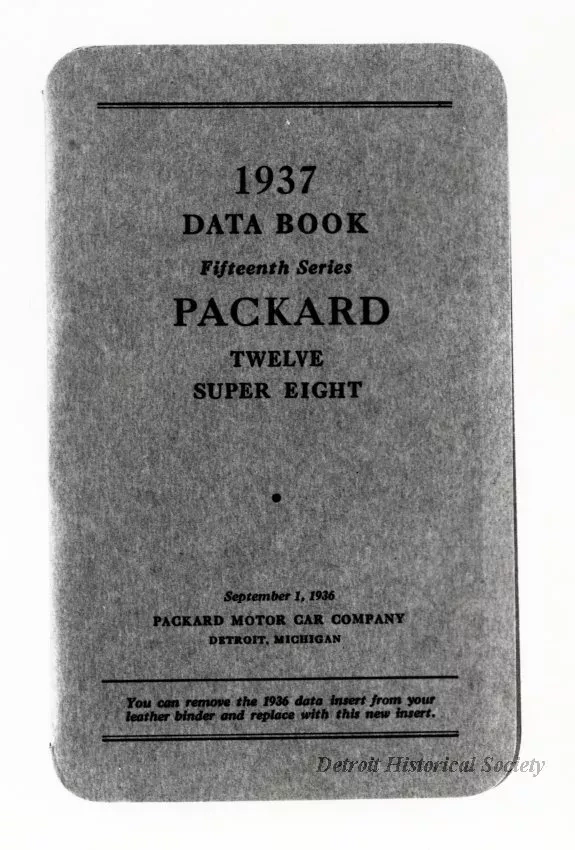 1937
DATA BOOK
Fifteenth Series
PACKARD
TWELVE
SUPER EIGHT
September 1, 1936
PACKARD MOTOR CAR COMPANY
DETROIT, MICHIGAN
You can remove the 1936 data insert from your
leather binder and replace with this new insert.
Detroit Historical Society